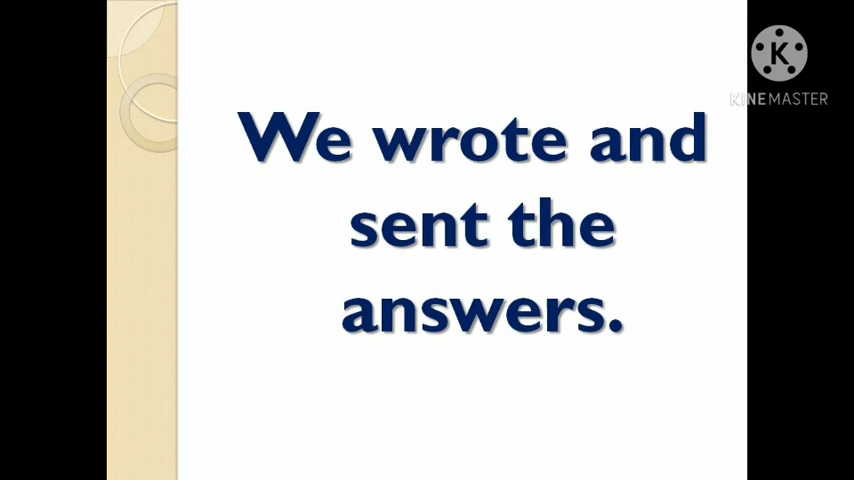 K
KINEMASTER
We wrote and
sent the
answers.